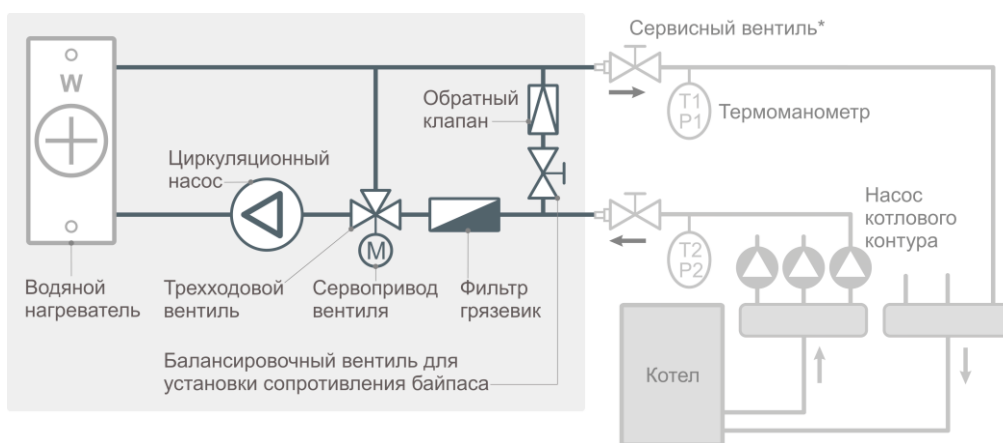 Сервисный вентиль*
W
Обратный
клапан
T1
P1
Термоманометр
Циркуляционный
насос
Насос
котлового
контура
M
T2
P2
Водяной
нагреватель
Трехходовой
вентиль
Сервопривод
вентиля
Фильтр
грязевик
Балансировочный вентиль для
установки сопротивления байпаса
Котел